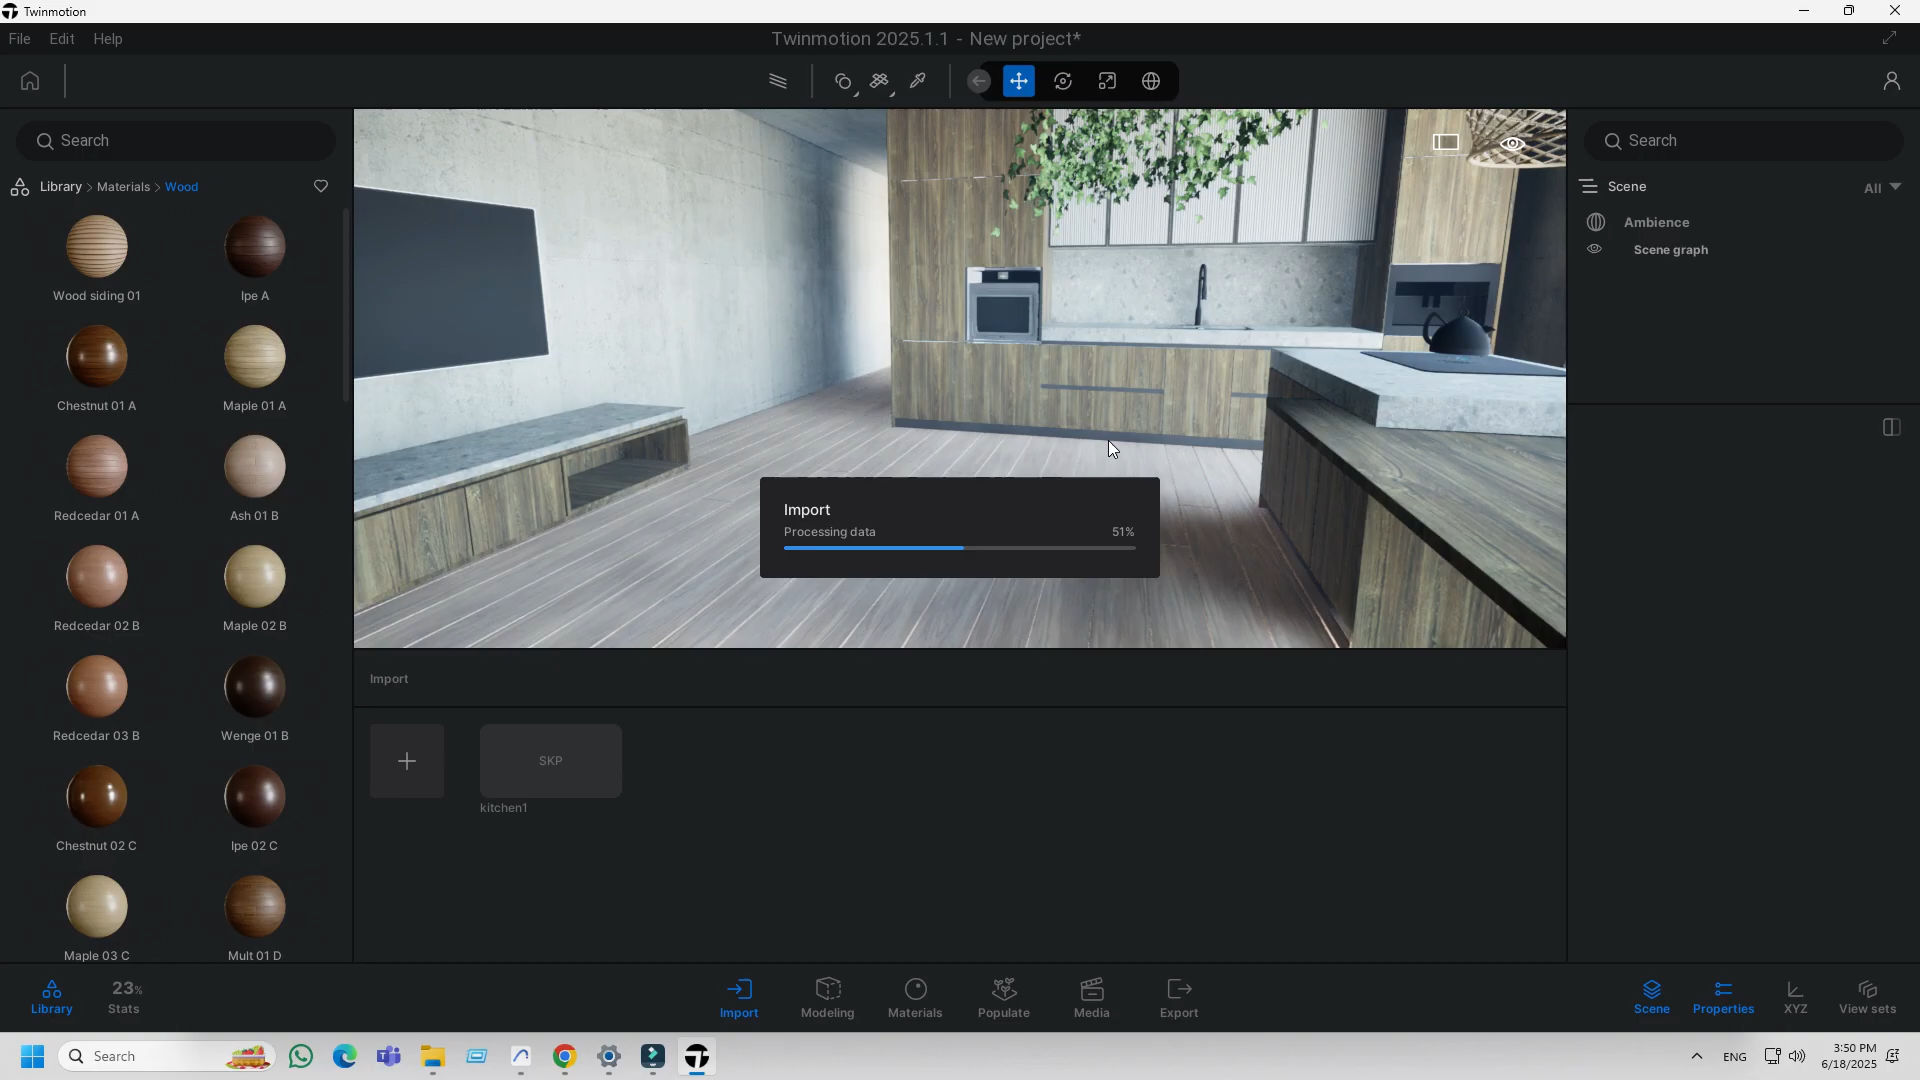 Twinmotion
File Edit Help
Twinmotion 2025.1.1 - New project*
Search
Library > Materials > Wood
Wood siding 01
Ipe A
Chestnut 01 A
Maple 01 A
Redcedar 01 A
Ash 01 B
Redcedar 02 B
Maple 02 B
Redcedar 03 B
Wenge 01 B
Chestnut 02 C
Ipe 02 C
Maple 03 C
Mult 01 D
Import
Processing data 51%
Import
SKP
kitchen1
Search
Scene All
Ambience
Scene graph
Library
23%
Stats
Import
Modeling
Materials
Populate
Media
Export
Scene
Properties
XYZ
View sets
Search
ENG
3:50 PM
6/18/2025